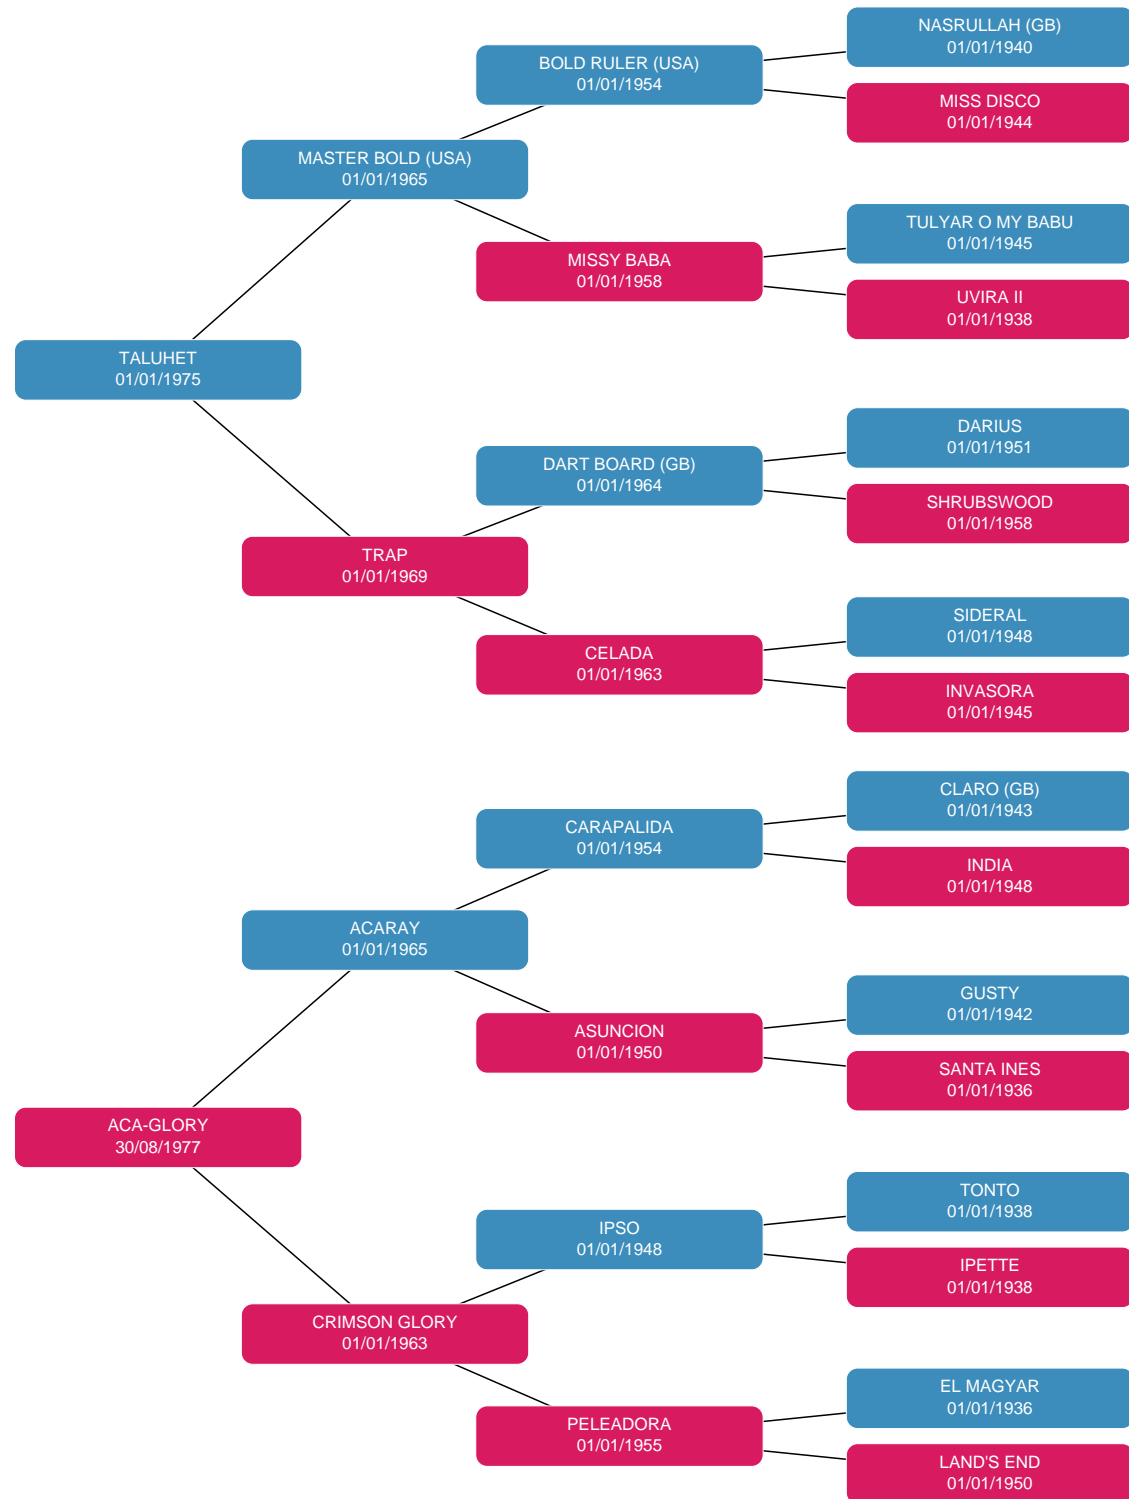 NASRULLAH (GB)
01/01/1940
BOLD RULER (USA)
01/01/1954
MISS DISCO
01/01/1944
MASTER BOLD (USA)
01/01/1965
TULYAR O MY BABU
01/01/1945
MISSY BABA
01/01/1958
UVIRA II
01/01/1938
TALUHET
01/01/1975
DARIUS
01/01/1951
DART BOARD (GB)
01/01/1964
SHRUBSWOOD
01/01/1958
TRAP
01/01/1969
SIDERAL
01/01/1948
CELADA
01/01/1963
INVASORA
01/01/1945
CLARO (GB)
01/01/1943
CARAPALIDA
01/01/1954
INDIA
01/01/1948
ACARAY
01/01/1965
GUSTY
01/01/1942
ASUNCION
01/01/1950
SANTA INES
01/01/1936
ACA-GLORY
30/08/1977
TONTO
01/01/1938
IPSO
01/01/1948
IPETTE
01/01/1938
CRIMSON GLORY
01/01/1963
EL MAGYAR
01/01/1936
PELEADORA
01/01/1955
LAND'S END
01/01/1950